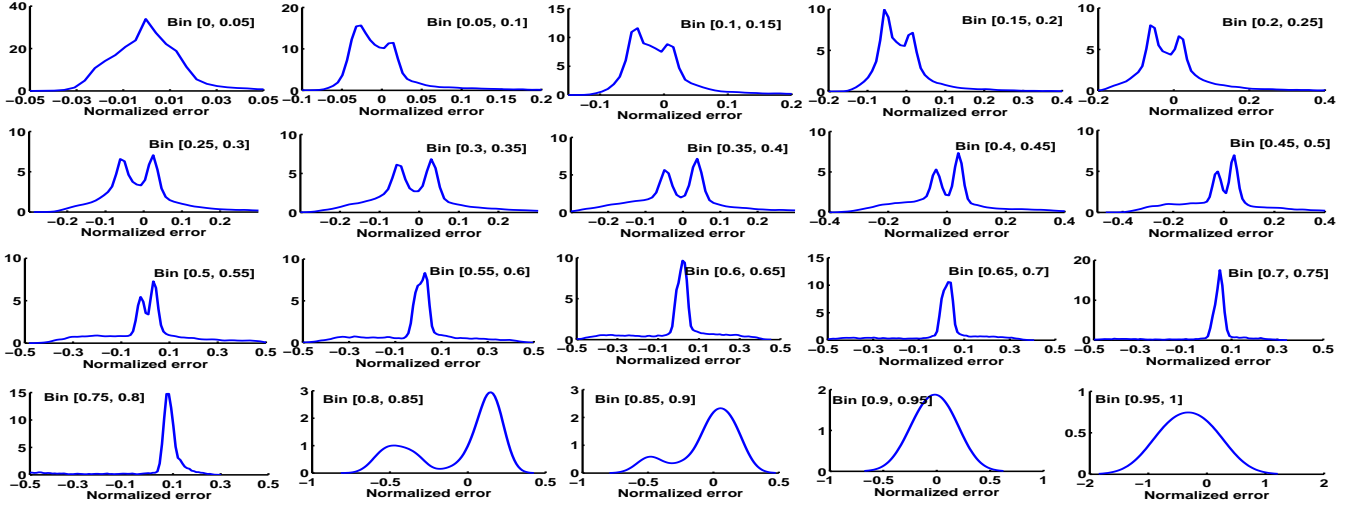 Bin [0, 0.05]
40
20
0
−0.05 −0.03 −0.01 0.01 0.03 0.05
Normalized error
Bin [0.05, 0.1]
20
10
0
−0.1 −0.05 0 0.05 0.1 0.15 0.2
Normalized error
Bin [0.1, 0.15]
15
10
5
0
−0.1 0 0.1 0.2
Normalized error
Bin [0.15, 0.2]
10
5
0
−0.2 −0.1 0 0.1 0.2 0.3 0.4
Normalized error
Bin [0.2, 0.25]
10
5
0
−0.2 0 0.2 0.4
Normalized error
Bin [0.25, 0.3]
10
5
0
−0.2 −0.1 0 0.1 0.2
Normalized error
Bin [0.3, 0.35]
10
5
0
−0.2 −0.1 0 0.1 0.2
Normalized error
Bin [0.35, 0.4]
10
5
0
−0.2 −0.1 0 0.1 0.2 0.3
Normalized error
Bin [0.4, 0.45]
10
5
0
−0.4 −0.2 0 0.2 0.4
Normalized error
Bin [0.45, 0.5]
10
5
0
−0.4 −0.2 0 0.2 0.4
Normalized error
Bin [0.5, 0.55]
10
5
0
−0.5 −0.3 −0.1 0.1 0.3 0.5
Normalized error
Bin [0.55, 0.6]
10
5
0
−0.5 −0.3 −0.1 0.1 0.3 0.5
Normalized error
Bin [0.6, 0.65]
10
5
0
−0.5 −0.3 −0.1 0.1 0.3 0.5
Normalized error
Bin [0.65, 0.7]
15
10
5
0
−0.5 −0.3 −0.1 0.1 0.3 0.5
Normalized error
Bin [0.7, 0.75]
20
10
0
−0.5 −0.3 −0.1 0.1 0.3 0.5
Normalized error
Bin [0.75, 0.8]
15
10
5
0
−0.5 −0.3 −0.1 0.1 0.3 0.5
Normalized error
Bin [0.8, 0.85]
3
2
1
0
−1 −0.5 0 0.5
Normalized error
Bin [0.85, 0.9]
3
2
1
0
−1 −0.5 0 0.5
Normalized error
Bin [0.9, 0.95]
2
1
0
−1 −0.5 0 0.5 1
Normalized error
Bin [0.95, 1]
1
0.5
0
−2 −1 0 1 2
Normalized error